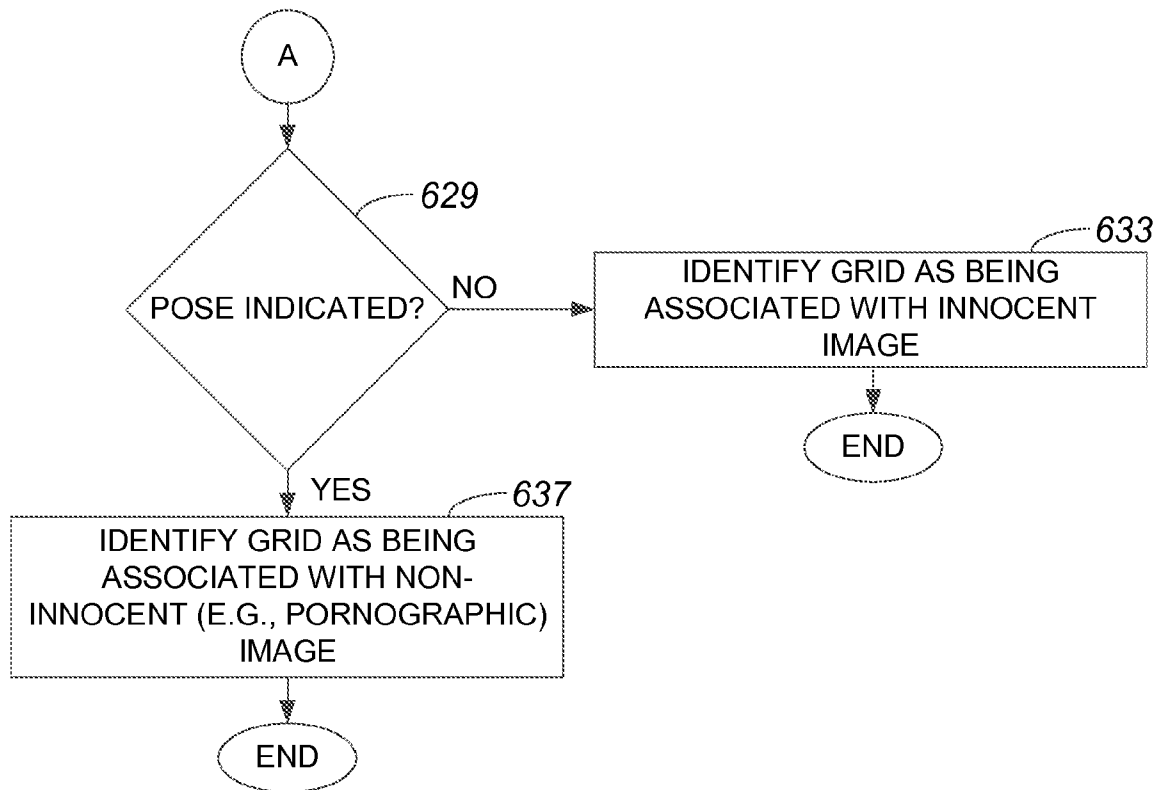 A
629
POSE INDICATED?
NO
633
IDENTIFY GRID AS BEING
ASSOCIATED WITH INNOCENT
IMAGE
END
YES
637
IDENTIFY GRID AS BEING
ASSOCIATED WITH NON-
INNOCENT (E.G., PORNOGRAPHIC)
IMAGE
END